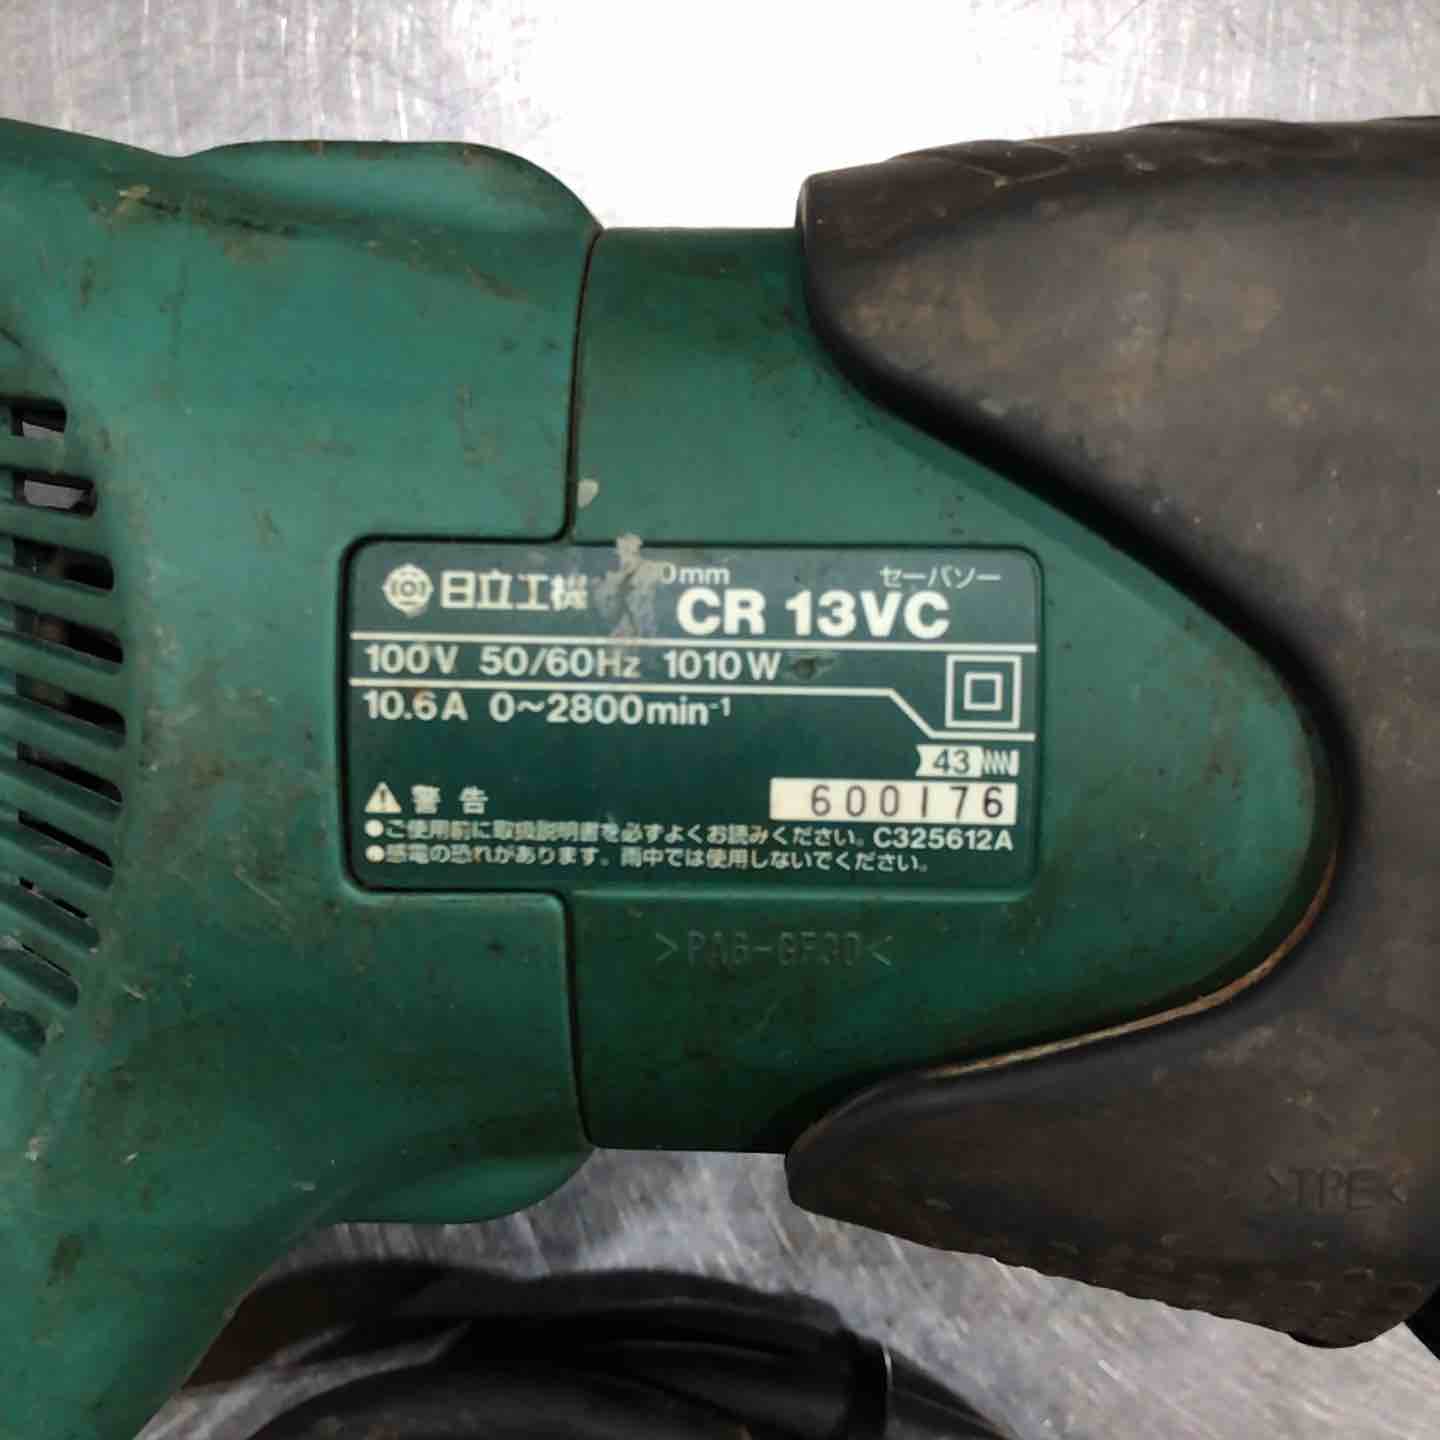 日立工機 0mm セーバソー
CR 13VC
100V 50/60Hz 1010W
10.6A 0~2800min⁻¹
43
600176
警告
●ご使用前に取扱説明書を必ずよくお読みください。 C325612A
●感電の恐れがあります。雨中では使用しないでください。
>PA6-GF30<
>TPE<